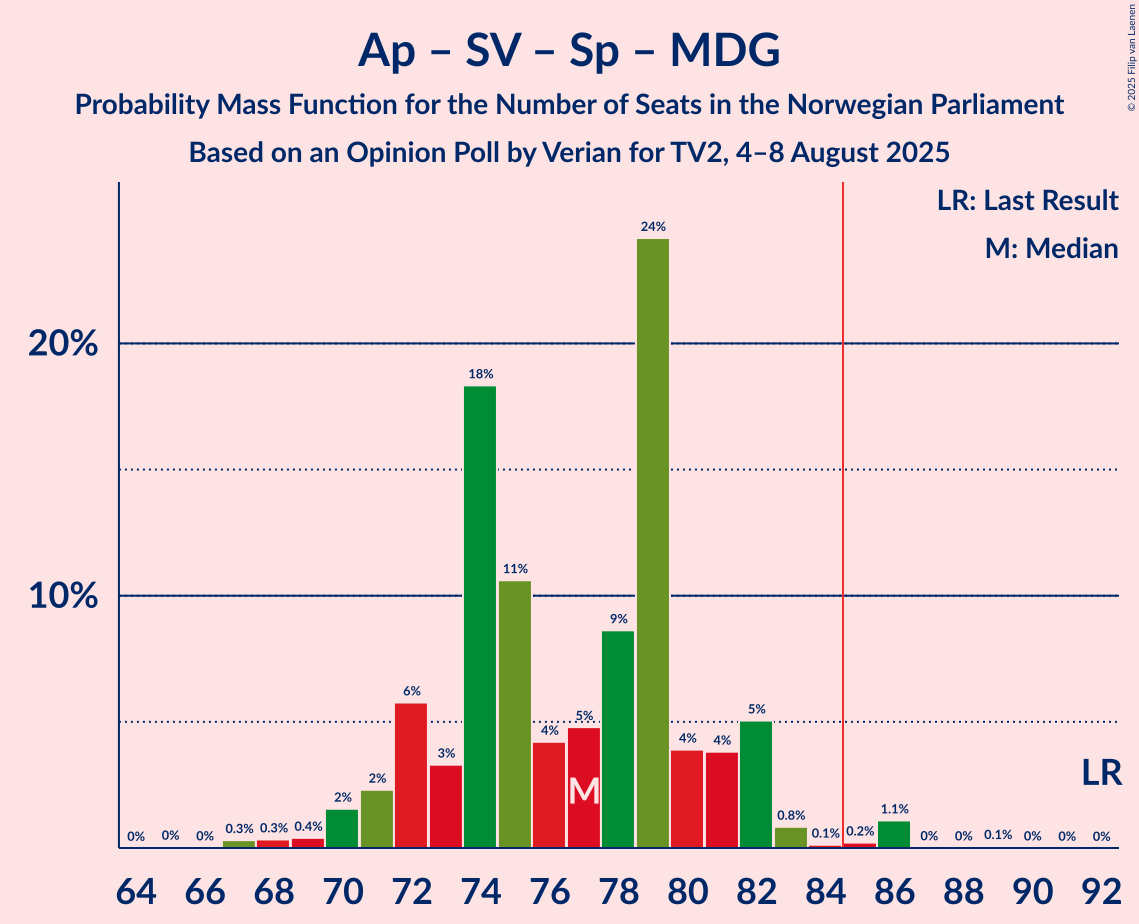 Ap – SV – Sp – MDG
Probability Mass Function for the Number of Seats in the Norwegian Parliament
Based on an Opinion Poll by Verian for TV2, 4–8 August 2025
© 2025 Filip van Laenen
LR: Last Result
M: Median
20%
10%
0% 0% 0% 0.3% 0.3% 0.4% 2% 2% 6% 3% 18% 11% 4% 5% 9% 24% 4% 4% 5% 0.8% 0.1% 0.2% 1.1% 0% 0% 0.1% 0% 0% 0%
M
LR
64 66 68 70 72 74 76 78 80 82 84 86 88 90 92